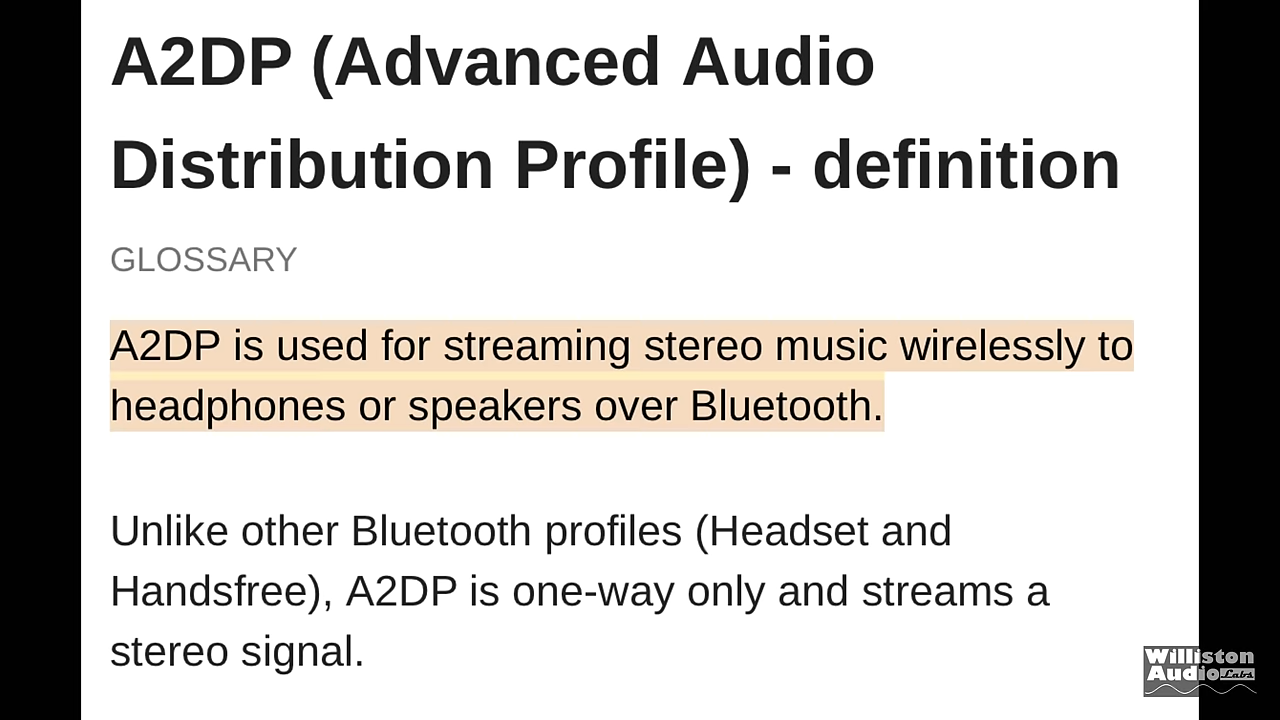 A2DP (Advanced Audio
Distribution Profile) - definition
GLOSSARY
A2DP is used for streaming stereo music wirelessly to
headphones or speakers over Bluetooth.
Unlike other Bluetooth profiles (Headset and
Handsfree), A2DP is one-way only and streams a
stereo signal.
Williston
Audio Labs